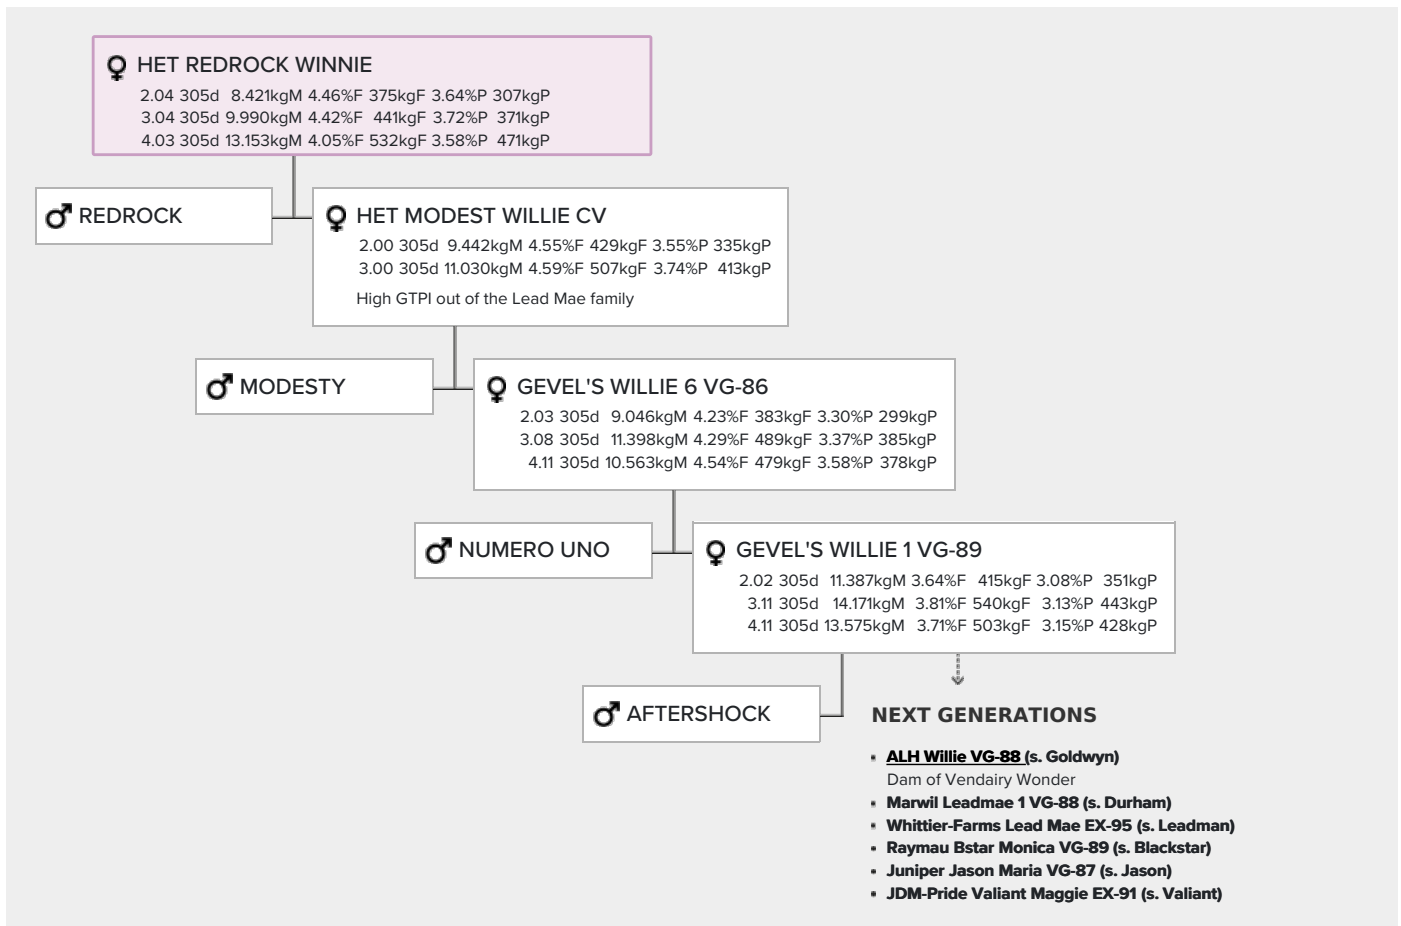 HET REDROCK WINNIE
2.04 305d 8.421kgM 4.46%F 375kgF 3.64%P 307kgP
3.04 305d 9.990kgM 4.42%F 441kgF 3.72%P 371kgP
4.03 305d 13.153kgM 4.05%F 532kgF 3.58%P 471kgP
REDROCK
HET MODEST WILLIE CV
2.00 305d 9.442kgM 4.55%F 429kgF 3.55%P 335kgP
3.00 305d 11.030kgM 4.59%F 507kgF 3.74%P 413kgP
High GTPI out of the Lead Mae family
MODESTY
GEVEL'S WILLIE 6 VG-86
2.03 305d 9.046kgM 4.23%F 383kgF 3.30%P 299kgP
3.08 305d 11.398kgM 4.29%F 489kgF 3.37%P 385kgP
4.11 305d 10.563kgM 4.54%F 479kgF 3.58%P 378kgP
NUMERO UNO
GEVEL'S WILLIE 1 VG-89
2.02 305d 11.387kgM 3.64%F 415kgF 3.08%P 351kgP
3.11 305d 14.171kgM 3.81%F 540kgF 3.13%P 443kgP
4.11 305d 13.575kgM 3.71%F 503kgF 3.15%P 428kgP
AFTERSHOCK
NEXT GENERATIONS
ALH Willie VG-88 (s. Goldwyn)
Dam of Vendairy Wonder
Marwil Leadmae 1 VG-88 (s. Durham)
Whittier-Farms Lead Mae EX-95 (s. Leadman)
Raymau Bstar Monica VG-89 (s. Blackstar)
Juniper Jason Maria VG-87 (s. Jason)
JDM-Pride Valiant Maggie EX-91 (s. Valiant)